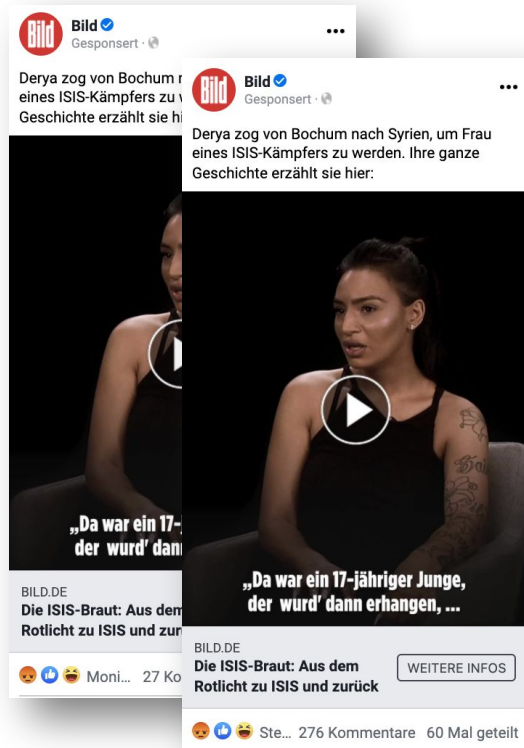 Bild
Bild
Gesponsert ·
Derya zog von Bochum
eines ISIS-Kämpfers zu
Geschichte erzählt sie
„Da war ein 17-
der wurd'
BILD.DE
Die ISIS-Braut: Aus dem
Rotlicht zu ISIS und
Moni... 27
Bild
Bild
Gesponsert ·
Derya zog von Bochum nach Syrien, um Frau
eines ISIS-Kämpfers zu werden. Ihre ganze
Geschichte erzählt sie hier:
„Da war ein 17-jähriger Junge,
der wurd' dann erhangen, ...
BILD.DE
Die ISIS-Braut: Aus dem
Rotlicht zu ISIS und zurück
WEITERE INFOS
Ste... 276 Kommentare 60 Mal geteilt